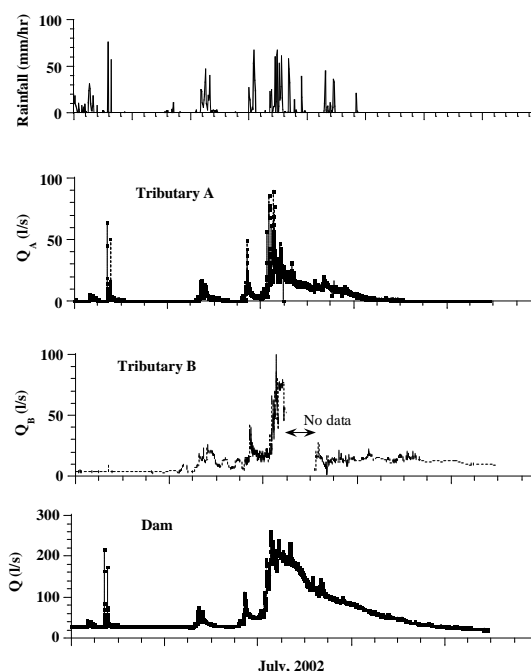 100
50
0
Rainfall (mm/hr)
Tributary A
100
50
0
Q_A (l/s)
Tributary B
100
50
0
Q_B (l/s)
No data
Dam
300
200
100
0
Q (l/s)
July, 2002